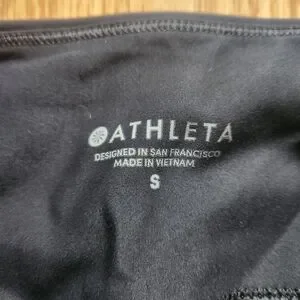 ATHLETA
DESIGNED IN SAN FRANCISCO
MADE IN VIETNAM
S